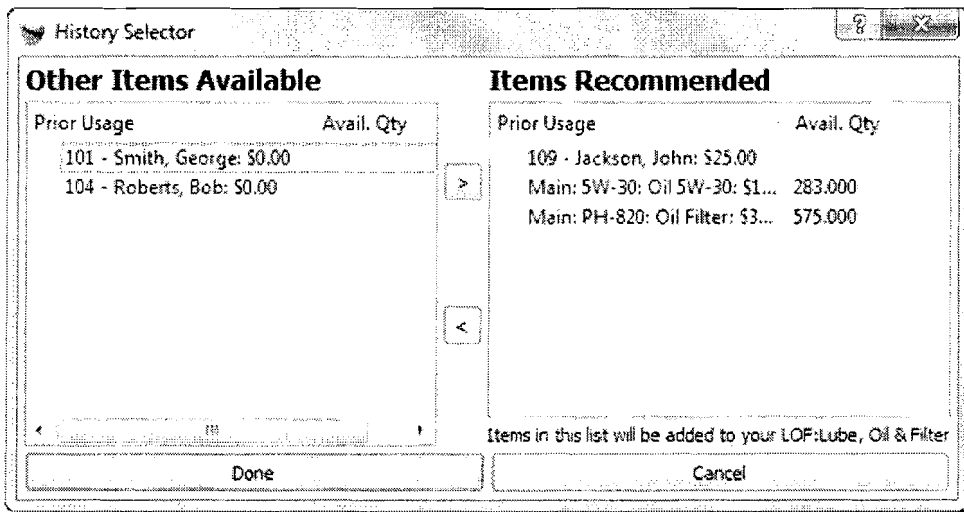 History Selector
Other Items Available
Prior Usage Avail. Qty
101 - Smith, George: $0.00
104 - Roberts, Bob: $0.00
>
<
Items Recommended
Prior Usage Avail. Qty
109 - Jackson, John: $25.00
Main: 5W-30: Oil 5W-30: $1... 283.000
Main: PH-820: Oil Filter: $3... 575.000
Items in this list will be added to your LOF:Lube, Oil & Filter
Done
Cancel